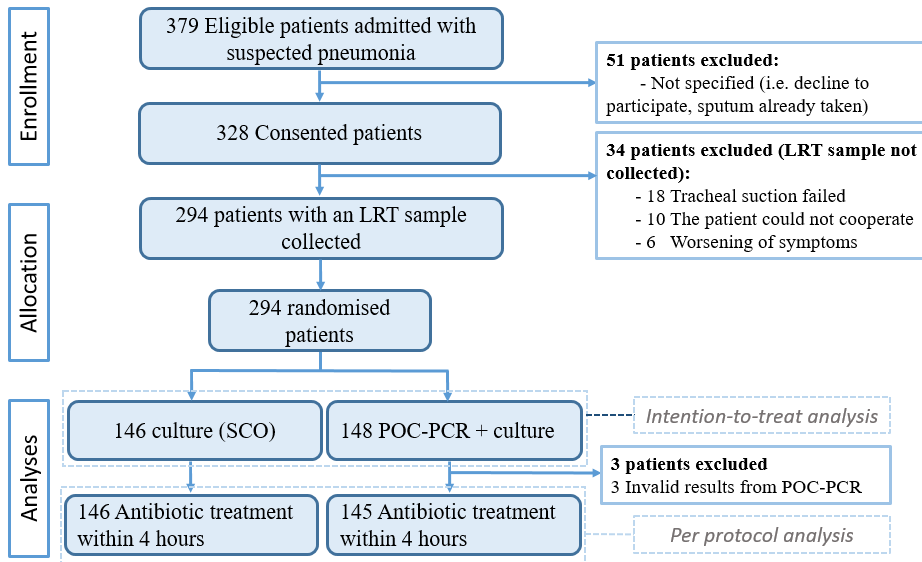 Enrollment
379 Eligible patients admitted with
suspected pneumonia
51 patients excluded:
- Not specified (i.e. decline to
participate, sputum already taken)
328 Consented patients
34 patients excluded (LRT sample not
collected):
- 18 Tracheal suction failed
- 10 The patient could not cooperate
- 6 Worsening of symptoms
Allocation
294 patients with an LRT sample
collected
294 randomised
patients
Analyses
146 culture (SCO)
148 POC-PCR + culture
Intention-to-treat analysis
3 patients excluded
3 Invalid results from POC-PCR
146 Antibiotic treatment
within 4 hours
145 Antibiotic treatment
within 4 hours
Per protocol analysis